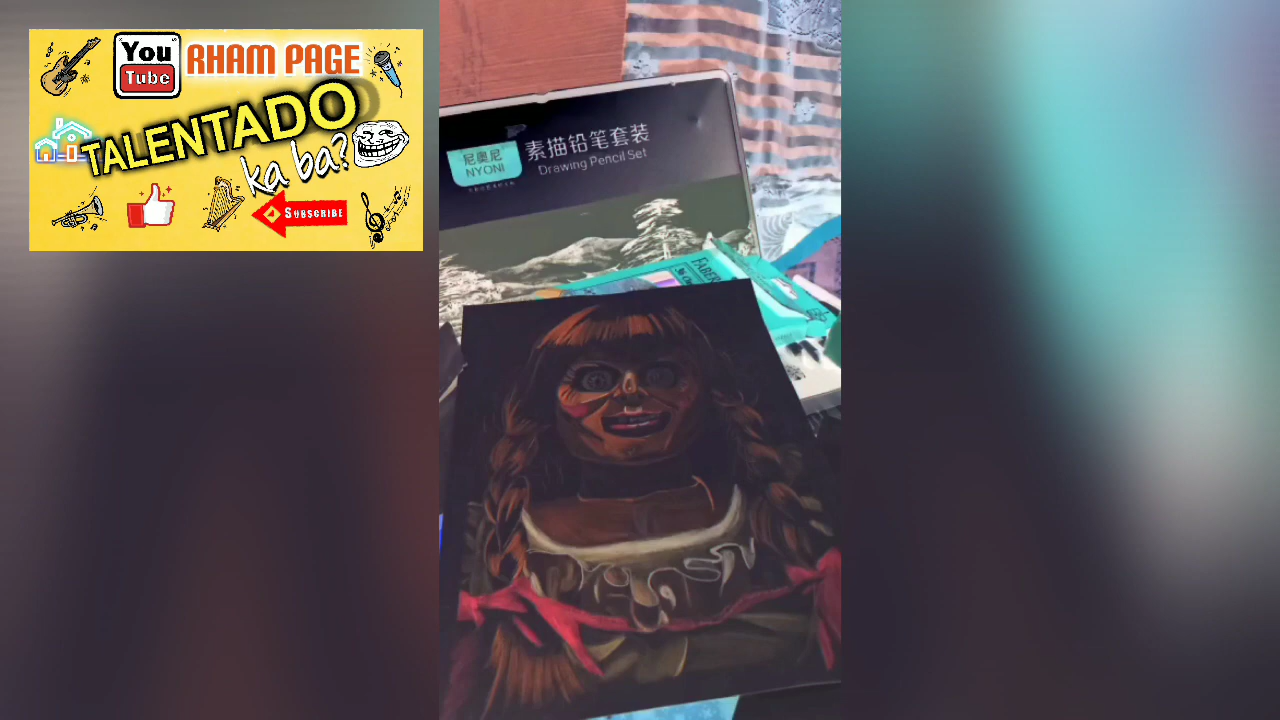 You
Tube
RHAM PAGE
TALENTADO
ka ba?
SUBSCRIBE
尼奥尼
NYONI
素描铅笔套装
Drawing Pencil Set
FABER